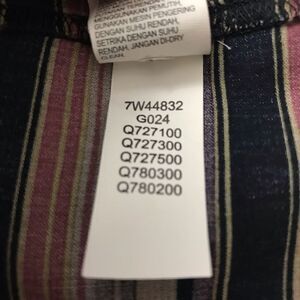 MENGGUNAKAN PEMUTIH,
GUNAKAN MESIN PENGERING
DENGAN SUHU RENDAH,
SETRIKA DENGAN SUHU
RENDAH, JANGAN DI-DRY
CLEAN.
7W44832
G024
Q727100
Q727300
Q727500
Q780300
Q780200